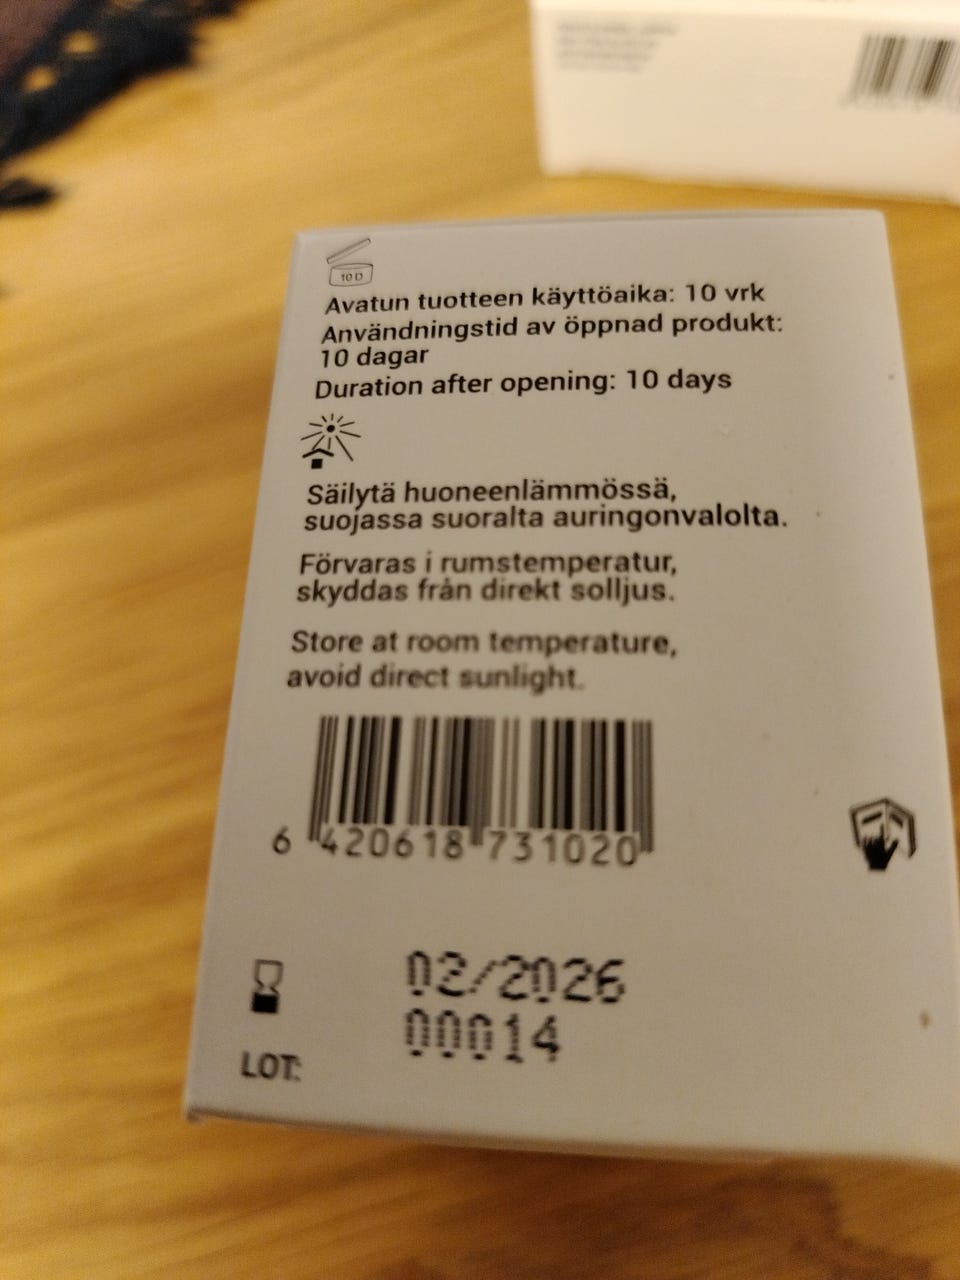 10 D
Avatun tuotteen käyttöaika: 10 vrk
Användningstid av öppnad produkt:
10 dagar
Duration after opening: 10 days
Säilytä huoneenlämmössä,
suojassa suoralta auringonvalolta.
Förvaras i rumstemperatur,
skyddas från direkt solljus.
Store at room temperature,
avoid direct sunlight.
6 420618 731020
02/2026
00014
LOT: